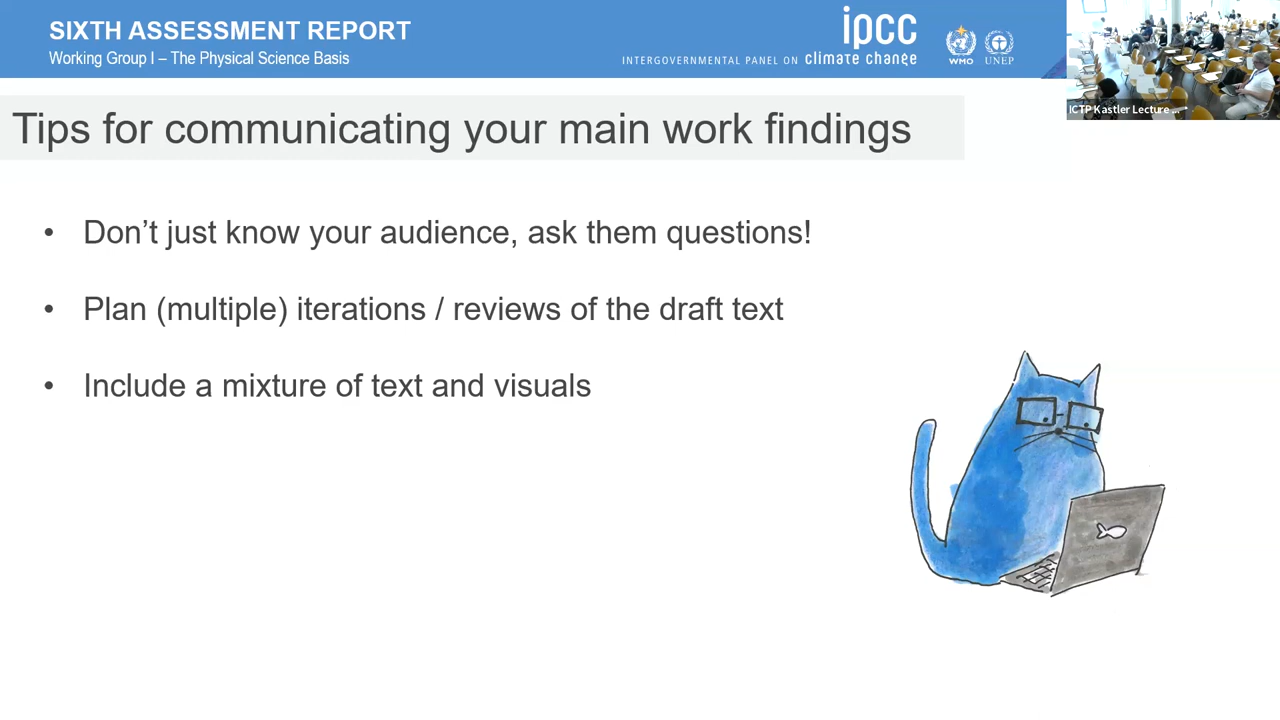 SIXTH ASSESSMENT REPORT
Working Group I – The Physical Science Basis
ipcc
INTERGOVERNMENTAL PANEL ON climate change
WMO
UNEP
ICTP Kastler Lecture ...
Tips for communicating your main work findings
• Don't just know your audience, ask them questions!
• Plan (multiple) iterations / reviews of the draft text
• Include a mixture of text and visuals